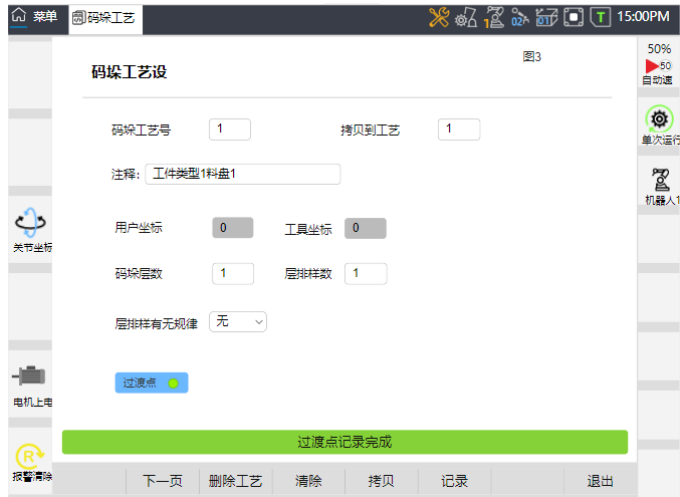 菜单 码垛工艺 1 02 01 T 15:00PM
图3
50%
50
自动速
码垛工艺设
码垛工艺号 1 拷贝到工艺 1
单次运行
注释: 工件类型1料盘1
机器人1
用户坐标 0 工具坐标 0
关节坐标
码垛层数 1 层排样数 1
层排样有无规律 无
过渡点
电机上电
过渡点记录完成
R
报警清除
下一页 删除工艺 清除 拷贝 记录 退出